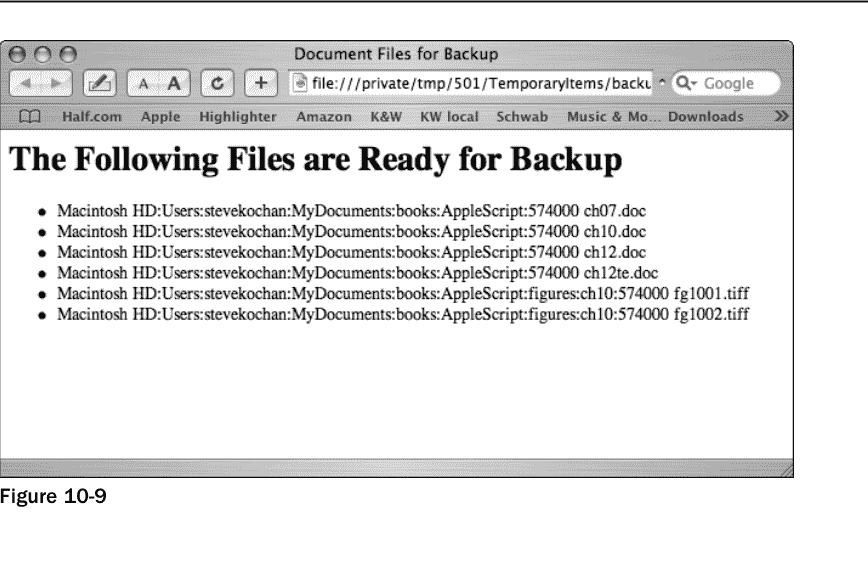 Document Files for Backup
A A + file:///private/tmp/501/TemporaryItems/backu Q Google
Half.com Apple Highlighter Amazon K&W KW local Schwab Music & Mo... Downloads »
The Following Files are Ready for Backup
• Macintosh HD:Users:stevekochan:MyDocuments:books:AppleScript:574000 ch07.doc
• Macintosh HD:Users:stevekochan:MyDocuments:books:AppleScript:574000 ch10.doc
• Macintosh HD:Users:stevekochan:MyDocuments:books:AppleScript:574000 ch12.doc
• Macintosh HD:Users:stevekochan:MyDocuments:books:AppleScript:574000 ch12te.doc
• Macintosh HD:Users:stevekochan:MyDocuments:books:AppleScript:figures:ch10:574000 fg1001.tiff
• Macintosh HD:Users:stevekochan:MyDocuments:books:AppleScript:figures:ch10:574000 fg1002.tiff
Figure 10-9